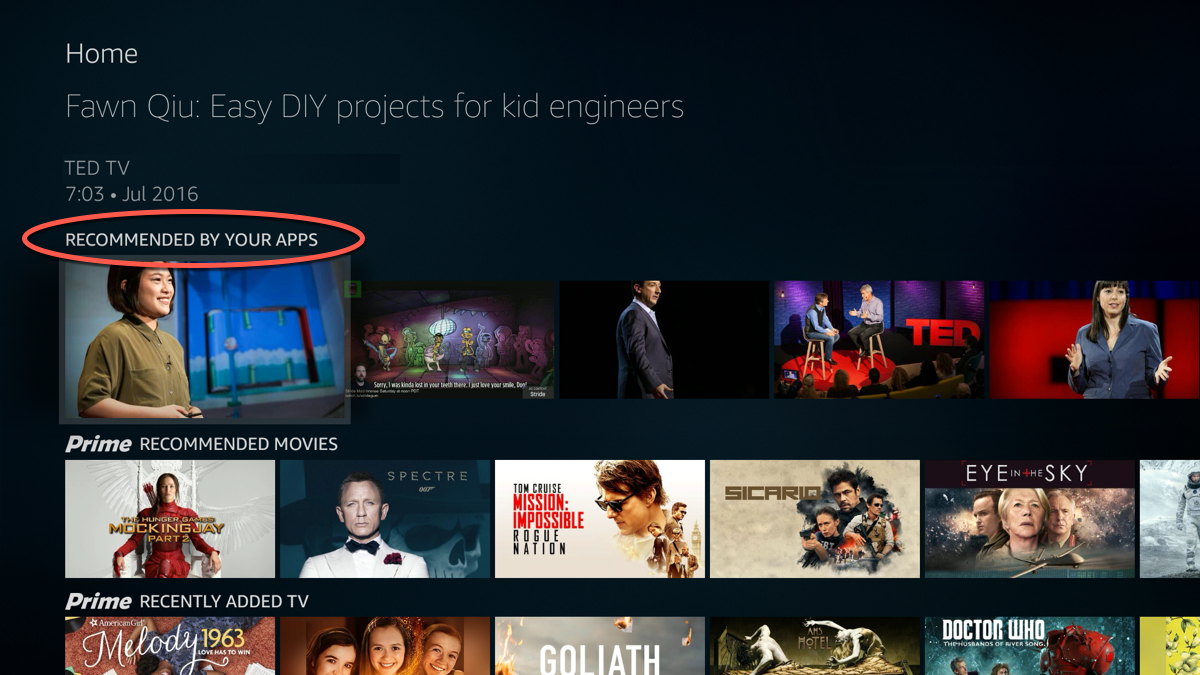 Home
Fawn Qiu: Easy DIY projects for kid engineers
TED TV
7:03 • Jul 2016
RECOMMENDED BY YOUR APPS
TED
Sorry, I was kinda lost in your teeth there. I just love your smile, Don!
Stride
Prime RECOMMENDED MOVIES
THE HUNGER GAMES
MOCKINGJAY
PART 2
SPECTRE
007
TOM CRUISE
MISSION:
IMPOSSIBLE
ROGUE
NATION
SICARIO
EYE IN THE SKY
Prime RECENTLY ADDED TV
AmericanGirl
Melody 1963
LOVE HAS TO WIN
GOLIATH
AHS
HOTEL
DOCTOR WHO
THE HUSBANDS OF RIVER SONG